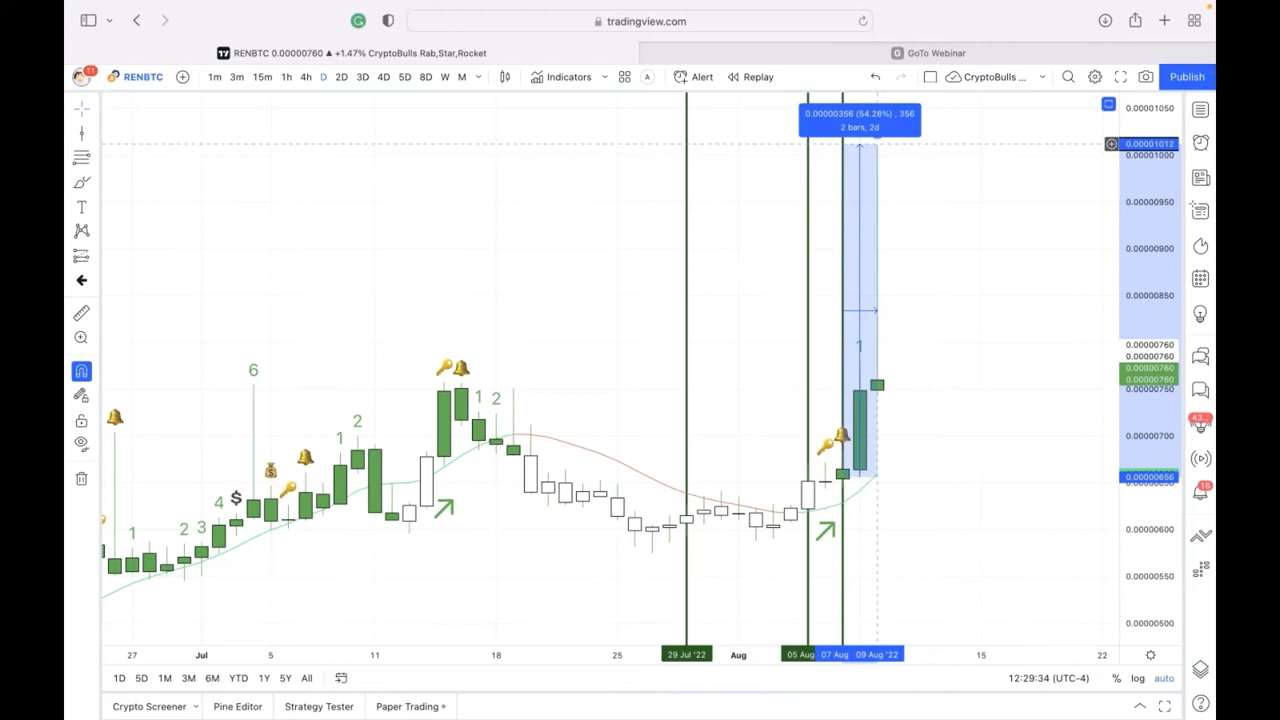 tradingview.com
RENBTC 0.00000760 ▲ +1.47% CryptoBulls Rab,Star,Rocket
GoTo Webinar
11
RENBTC
1m 3m 15m 1h 4h D 2D 3D 4D 5D 8D W M
Indicators
A
Alert
Replay
CryptoBulls ...
Publish
0.00000356 (54.28%) , 356
2 bars, 2d
0.00001050
0.00001012
0.00001000
0.00000950
0.00000900
0.00000850
0.00000760
0.00000760
0.00000760
0.00000760
0.00000750
0.00000700
0.00000656
0.00000600
0.00000550
0.00000500
1 2 3 4 $ 6 1 2 1 2 1
T
43...
16
27 Jul 5 11 18 25 29 Jul '22 Aug 05 Aug 07 Aug 09 Aug '22 15 22
1D 5D 1M 3M 6M YTD 1Y 5Y All
12:29:34 (UTC-4) % log auto
Crypto Screener Pine Editor Strategy Tester Paper Trading